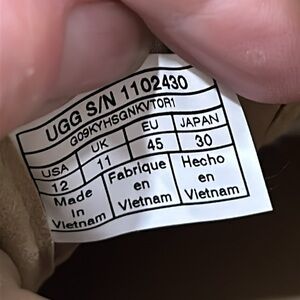 UGG S/N 1102430
G09KYHSGNKVT0R1
USA UK EU JAPAN
12 11 45 30
Made Fabrique Hecho
in en en
Vietnam Vietnam Vietnam